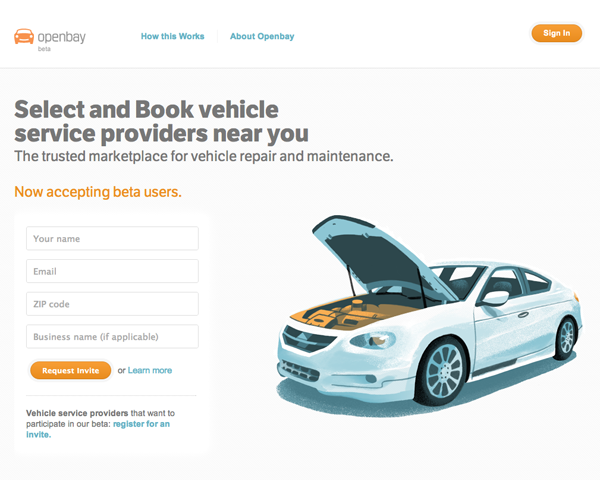 openbay
beta
How this Works
About Openbay
Sign In
Select and Book vehicle
service providers near you
The trusted marketplace for vehicle repair and maintenance.
Now accepting beta users.
Your name
Email
ZIP code
Business name (if applicable)
Request Invite or Learn more
Vehicle service providers that want to
participate in our beta: register for an
invite.